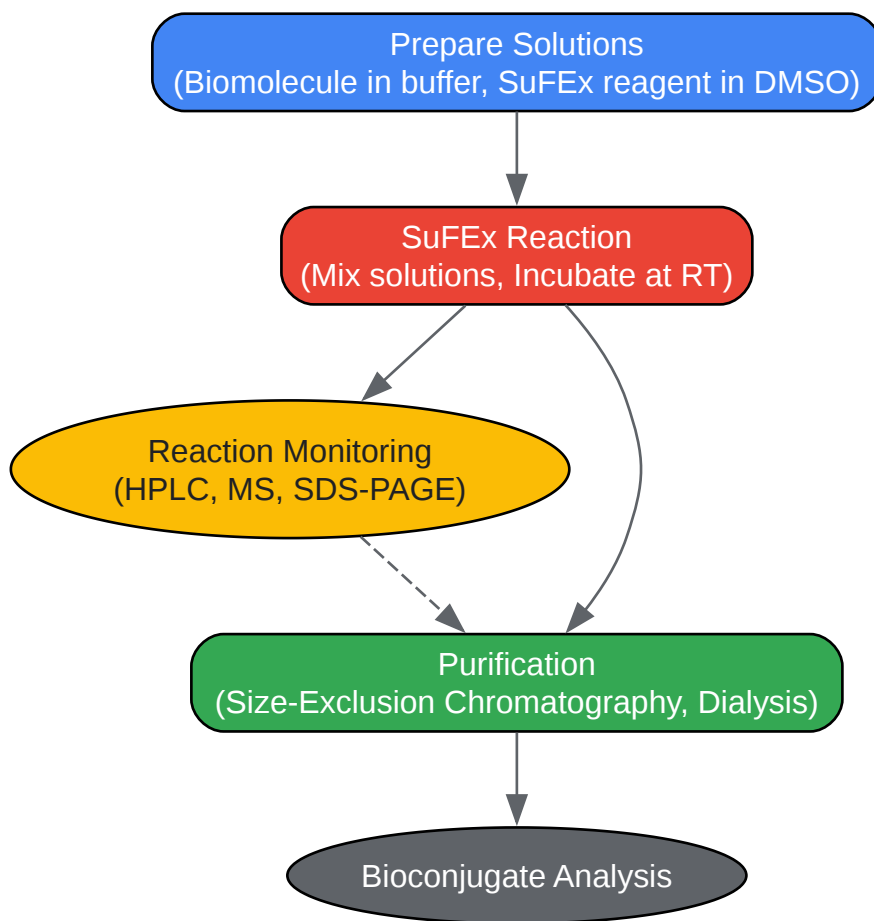 Prepare Solutions
(Biomolecule in buffer, SuFEx reagent in DMSO)
SuFEx Reaction
(Mix solutions, Incubate at RT)
Reaction Monitoring
(HPLC, MS, SDS-PAGE)
Purification
(Size-Exclusion Chromatography, Dialysis)
Bioconjugate Analysis